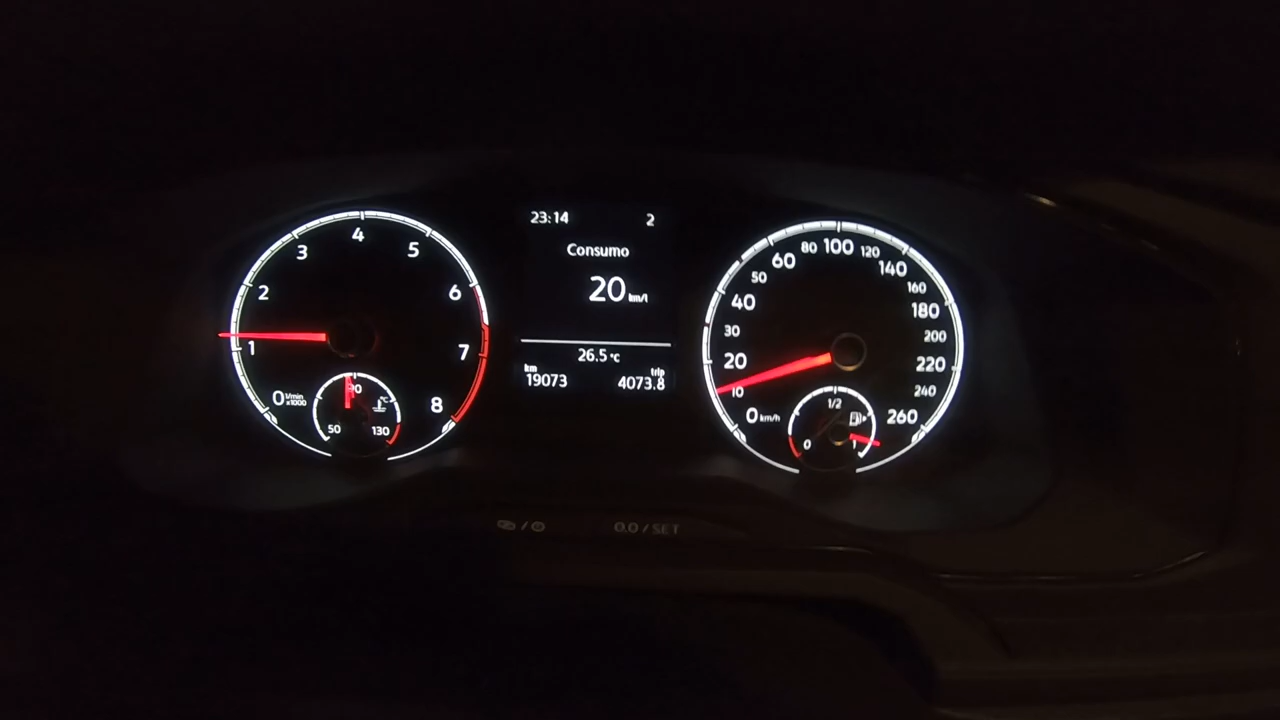 23:14 2
Consumo
20 km/l
26.5 °C
km
19073
trip
4073.8
0 1 2 3 4 5 6 7 8
l/min
x1000
50 90 130
°C
0 10 20 30 40 50 60 80 100 120 140 160 180 200 220 240 260
km/h
0 1/2 1
0.0 / SET